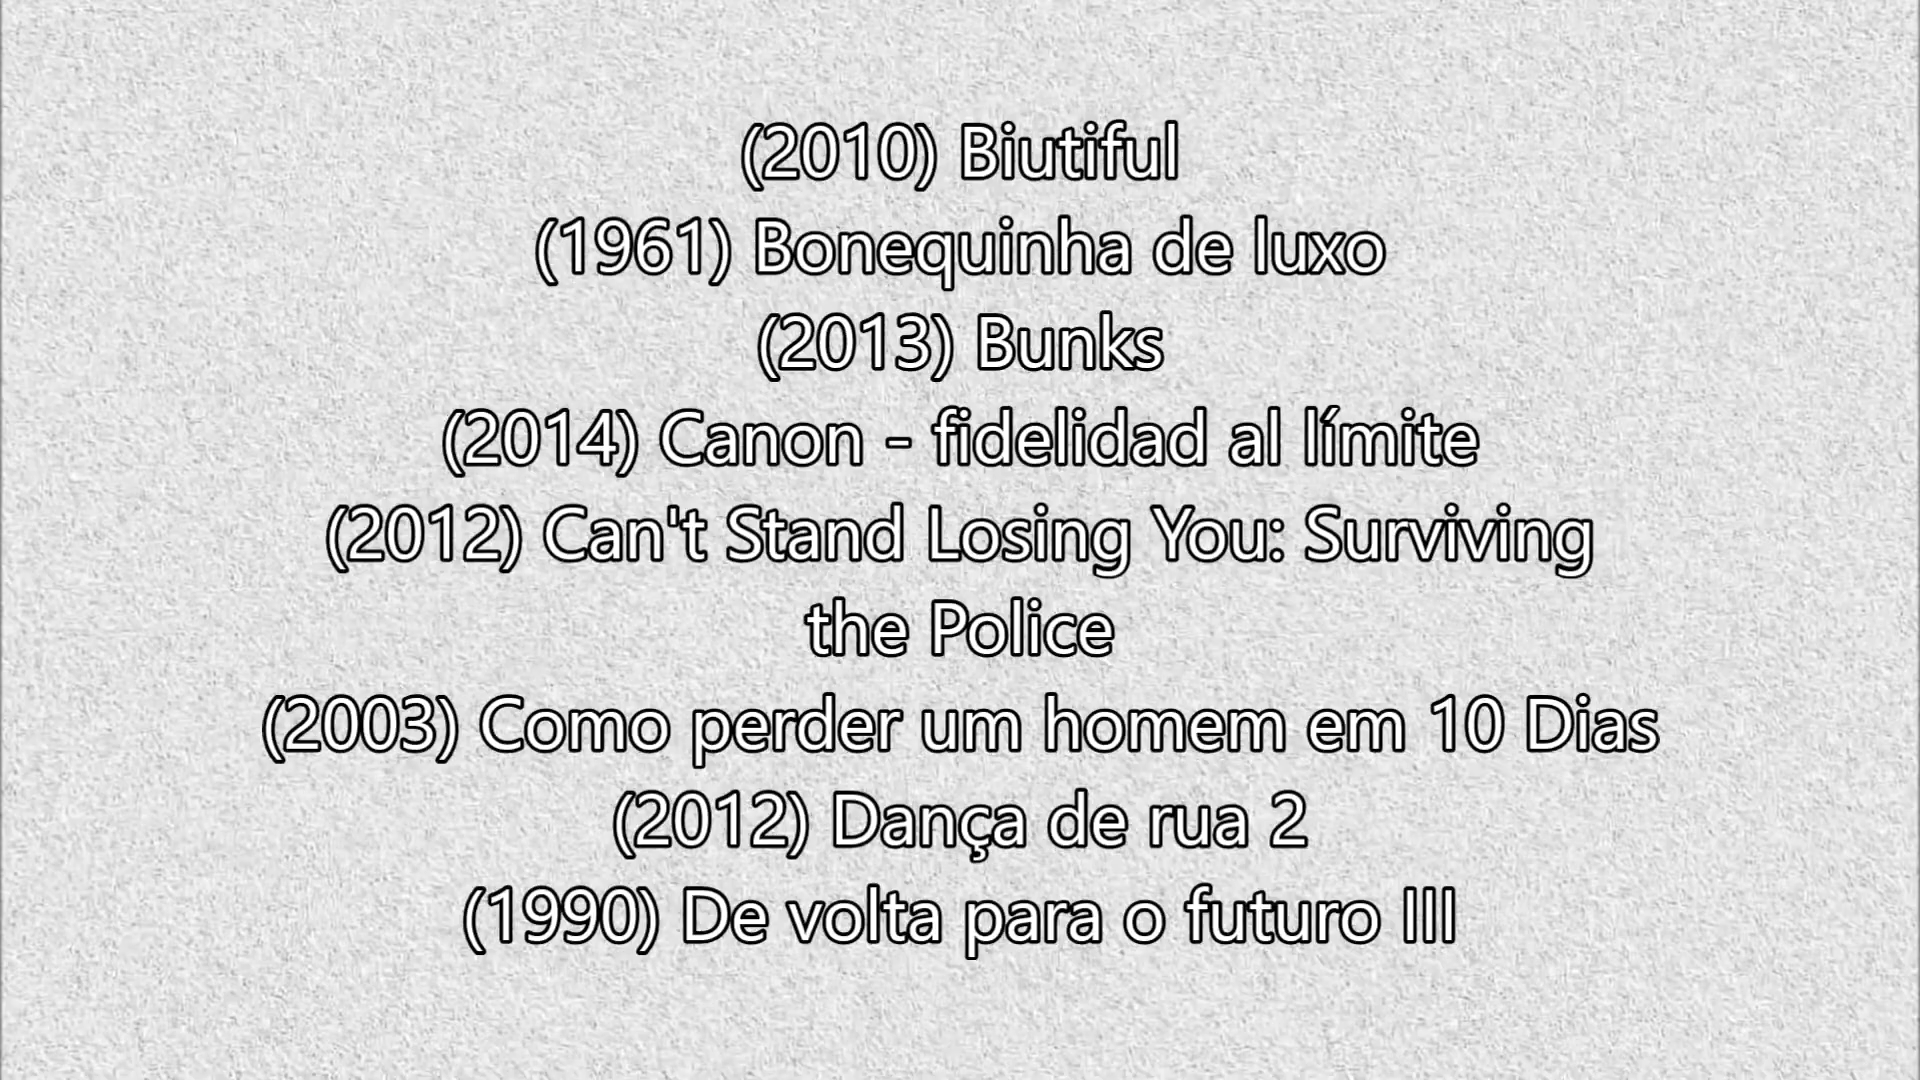 (2010) Biutiful
(1961) Bonequinha de luxo
(2013) Bunks
(2014) Canon - fidelidad al límite
(2012) Can't Stand Losing You: Surviving
the Police
(2003) Como perder um homem em 10 Dias
(2012) Dança de rua 2
(1990) De volta para o futuro III